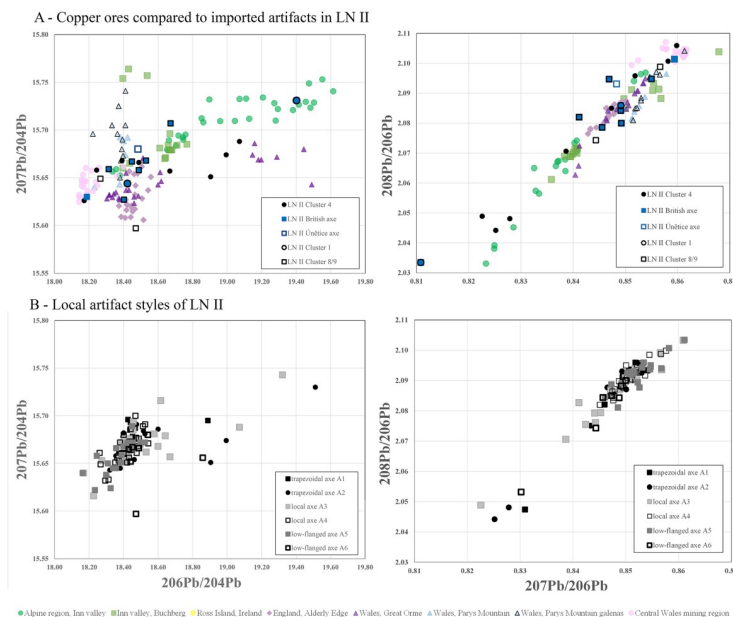 A - Copper ores compared to imported artifacts in LN II
15.80
15.75
15.70
15.65
15.60
15.55
207Pb/204Pb
18.00
18.20
18.40
18.60
18.80
19.00
19.20
19.40
19.60
19.80
LN II Cluster 4
LN II British axe
LN II Únětice axe
LN II Cluster 1
LN II Cluster 8/9
2.11
2.10
2.09
2.08
2.07
2.06
2.05
2.04
2.03
208Pb/206Pb
0.81
0.82
0.83
0.84
0.85
0.86
0.87
LN II Cluster 4
LN II British axe
LN II Únětice axe
LN II Cluster 1
LN II Cluster 8/9
B - Local artifact styles of LN II
15.80
15.75
15.70
15.65
15.60
15.55
207Pb/204Pb
18.00
18.20
18.40
18.60
18.80
19.00
19.20
19.40
19.60
19.80
206Pb/204Pb
trapezoidal axe A1
trapezoidal axe A2
local axe A3
local axe A4
low-flanged axe A5
low-flanged axe A6
2.11
2.10
2.09
2.08
2.07
2.06
2.05
2.04
2.03
208Pb/206Pb
0.81
0.82
0.83
0.84
0.85
0.86
207Pb/206Pb
trapezoidal axe A1
trapezoidal axe A2
local axe A3
local axe A4
low-flanged axe A5
low-flanged axe A6
Alpine region, Inn valley Inn valley, Buchberg Ross Island, Ireland England, Alderly Edge Wales, Great Orme Wales, Parys Mountain Wales, Parys Mountain galenas Central Wales mining region